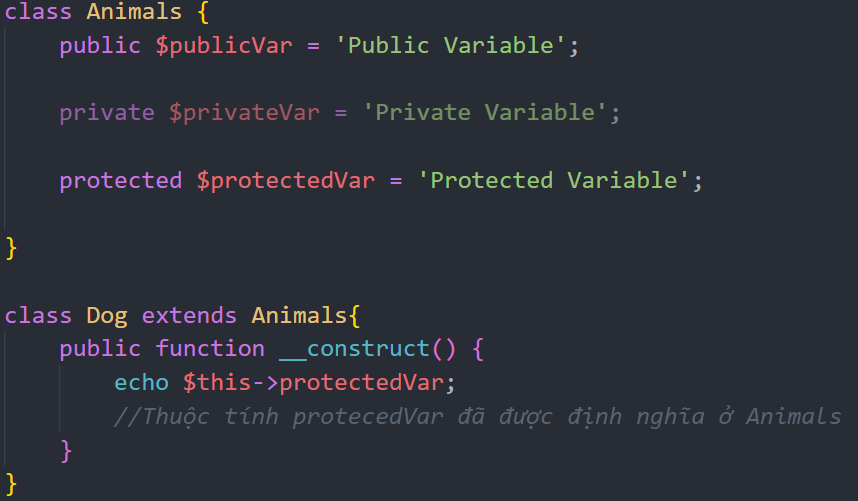 class Animals {
public $publicVar = 'Public Variable';
private $privateVar = 'Private Variable';
protected $protectedVar = 'Protected Variable';
}
class Dog extends Animals{
public function __construct() {
echo $this->protectedVar;
//Thuộc tính protecedVar đã được định nghĩa ở Animals
}
}